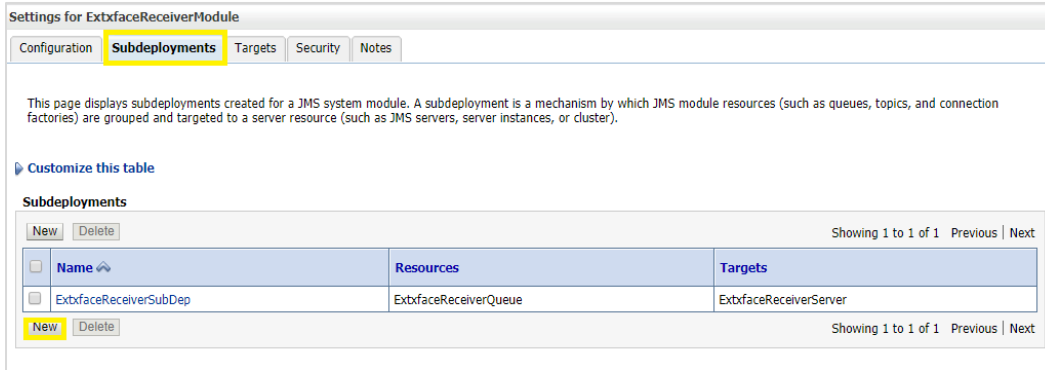 Settings for ExtxfaceReceiverModule
Configuration Subdeployments Targets Security Notes
This page displays subdeployments created for a JMS system module. A subdeployment is a mechanism by which JMS module resources (such as queues, topics, and connection
factories) are grouped and targeted to a server resource (such as JMS servers, server instances, or cluster).
Customize this table
Subdeployments
New Delete Showing 1 to 1 of 1 Previous | Next
Name Resources Targets
ExtxfaceReceiverSubDep ExtxfaceReceiverQueue ExtxfaceReceiverServer
New Delete Showing 1 to 1 of 1 Previous | Next